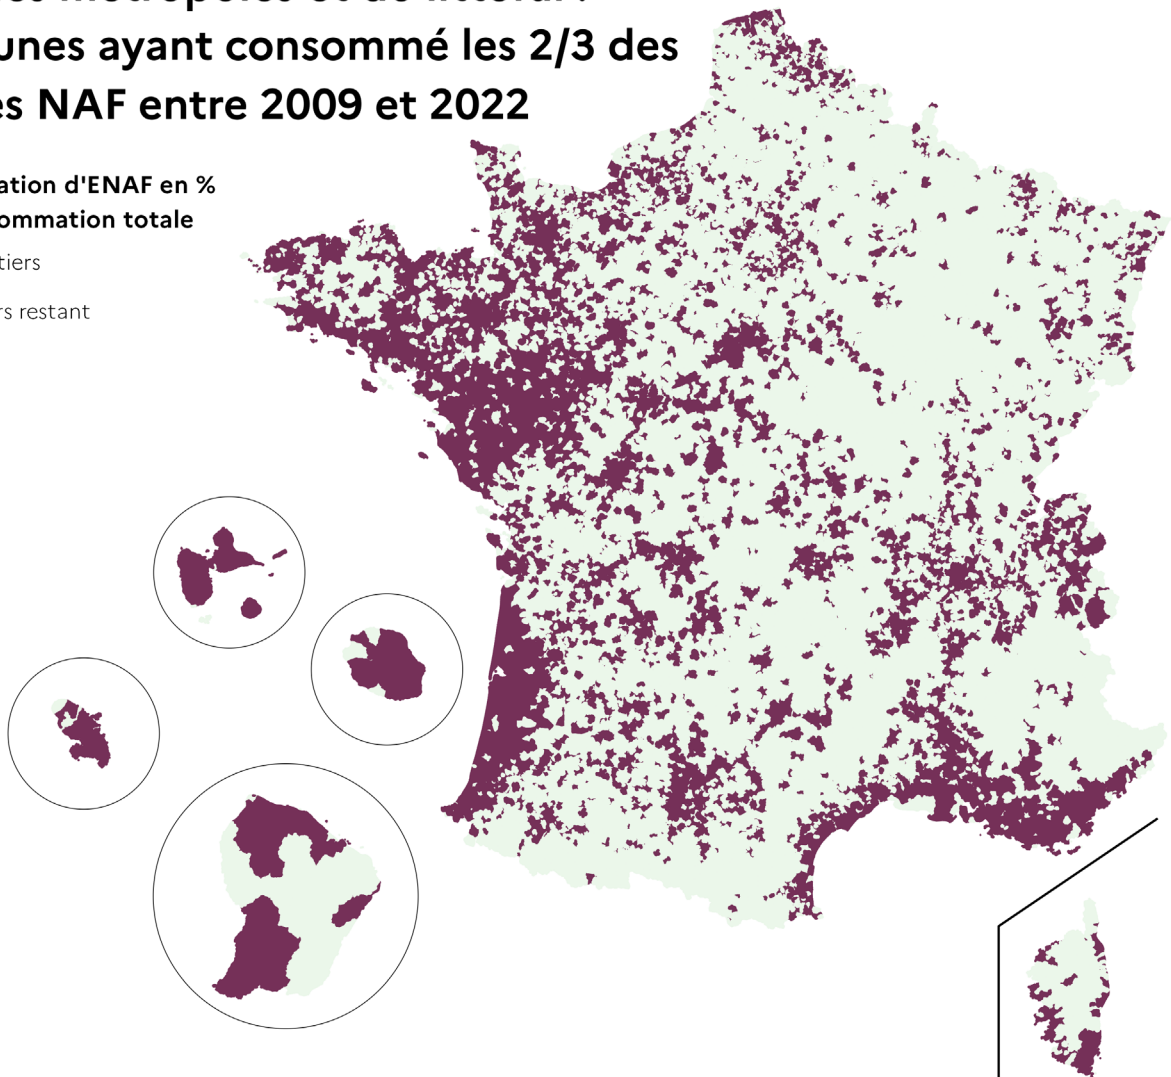 unes ayant consommé les 2/3 des
es NAF entre 2009 et 2022
ation d'ENAF en %
ommation totale
tiers
rs restant